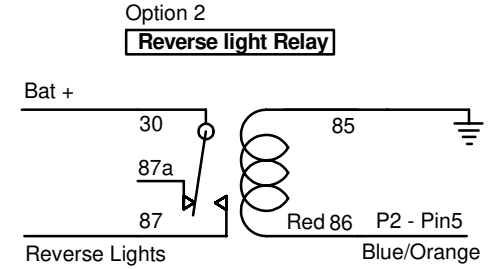 Option 2
Reverse light Relay
Bat +
30
85
87a
87
Red 86
P2 - Pin5
Reverse Lights
Blue/Orange